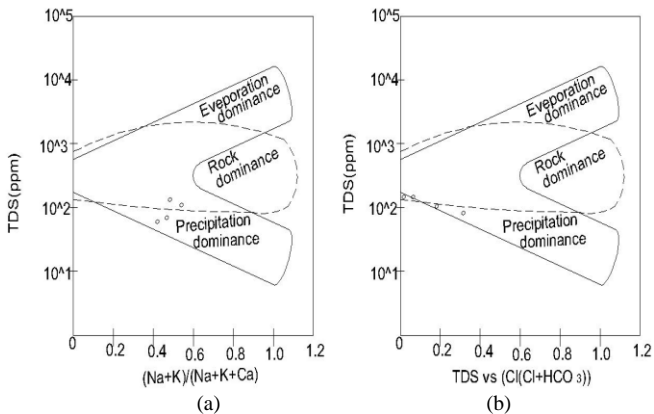 10^5
10^4
10^3
10^2
10^1
TDS(ppm)
Eveporation
dominance
Rock
dominance
Precipitation
dominance
0 0.2 0.4 0.6 0.8 1.0 1.2
(Na+K)/(Na+K+Ca)
(a)
10^5
10^4
10^3
10^2
10^1
TDS(ppm)
Eveporation
dominance
Rock
dominance
Precipitation
dominance
0 0.2 0.4 0.6 0.8 1.0 1.2
TDS vs (Cl(Cl+HCO 3))
(b)